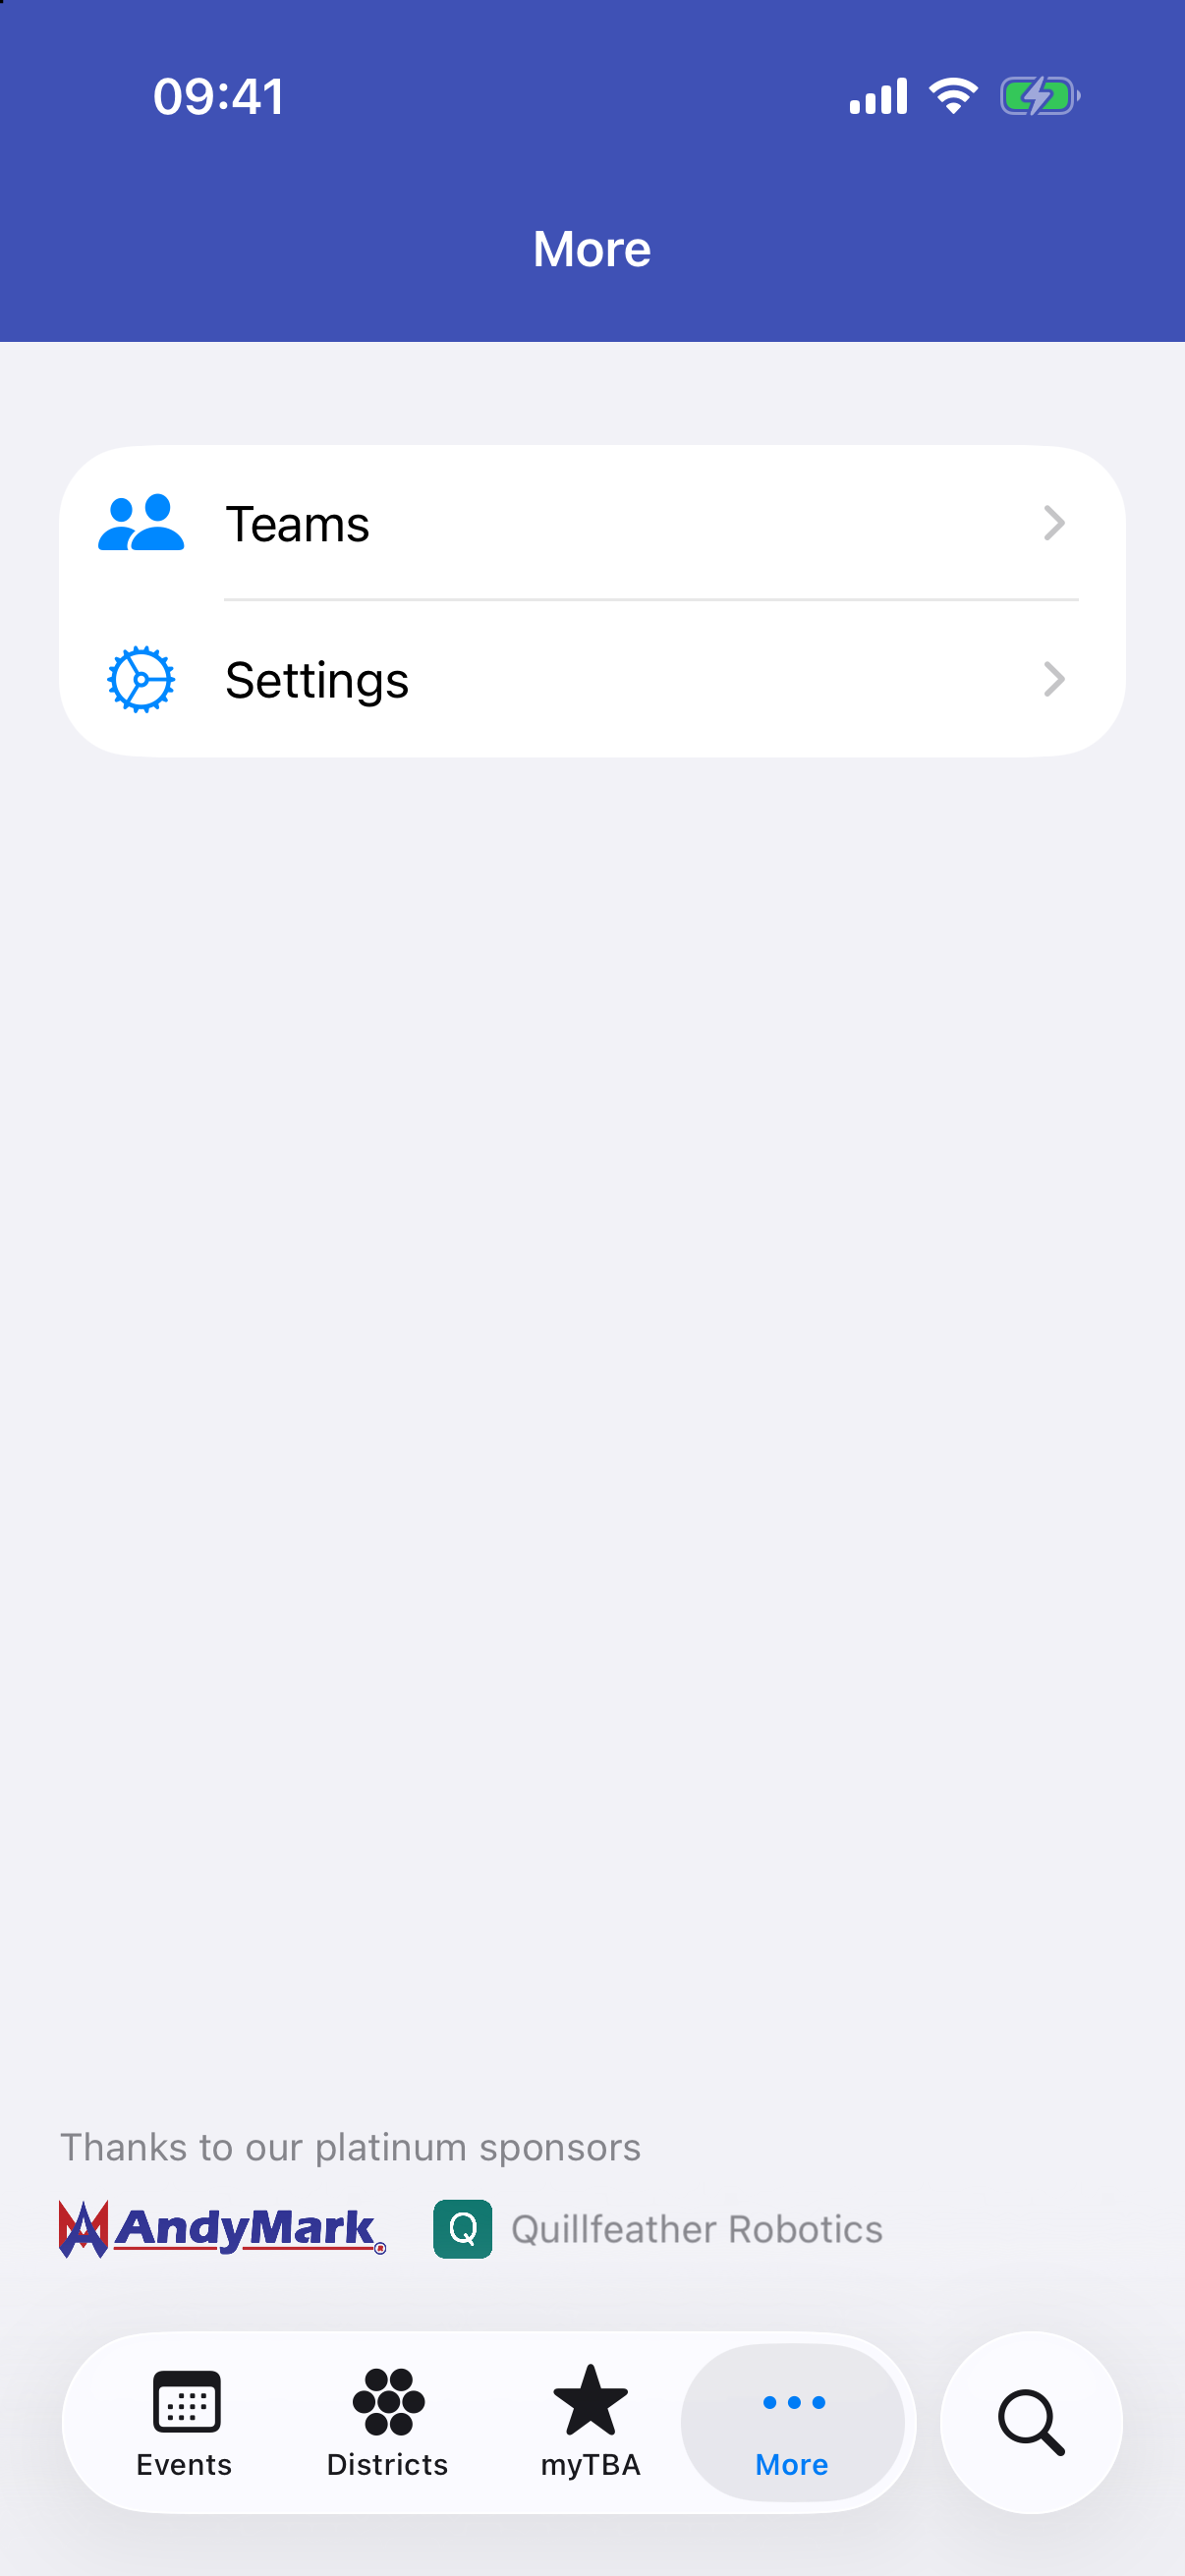 09:41
More
Teams
Settings
Thanks to our platinum sponsors
AndyMark® Q Quillfeather Robotics
Events Districts myTBA More